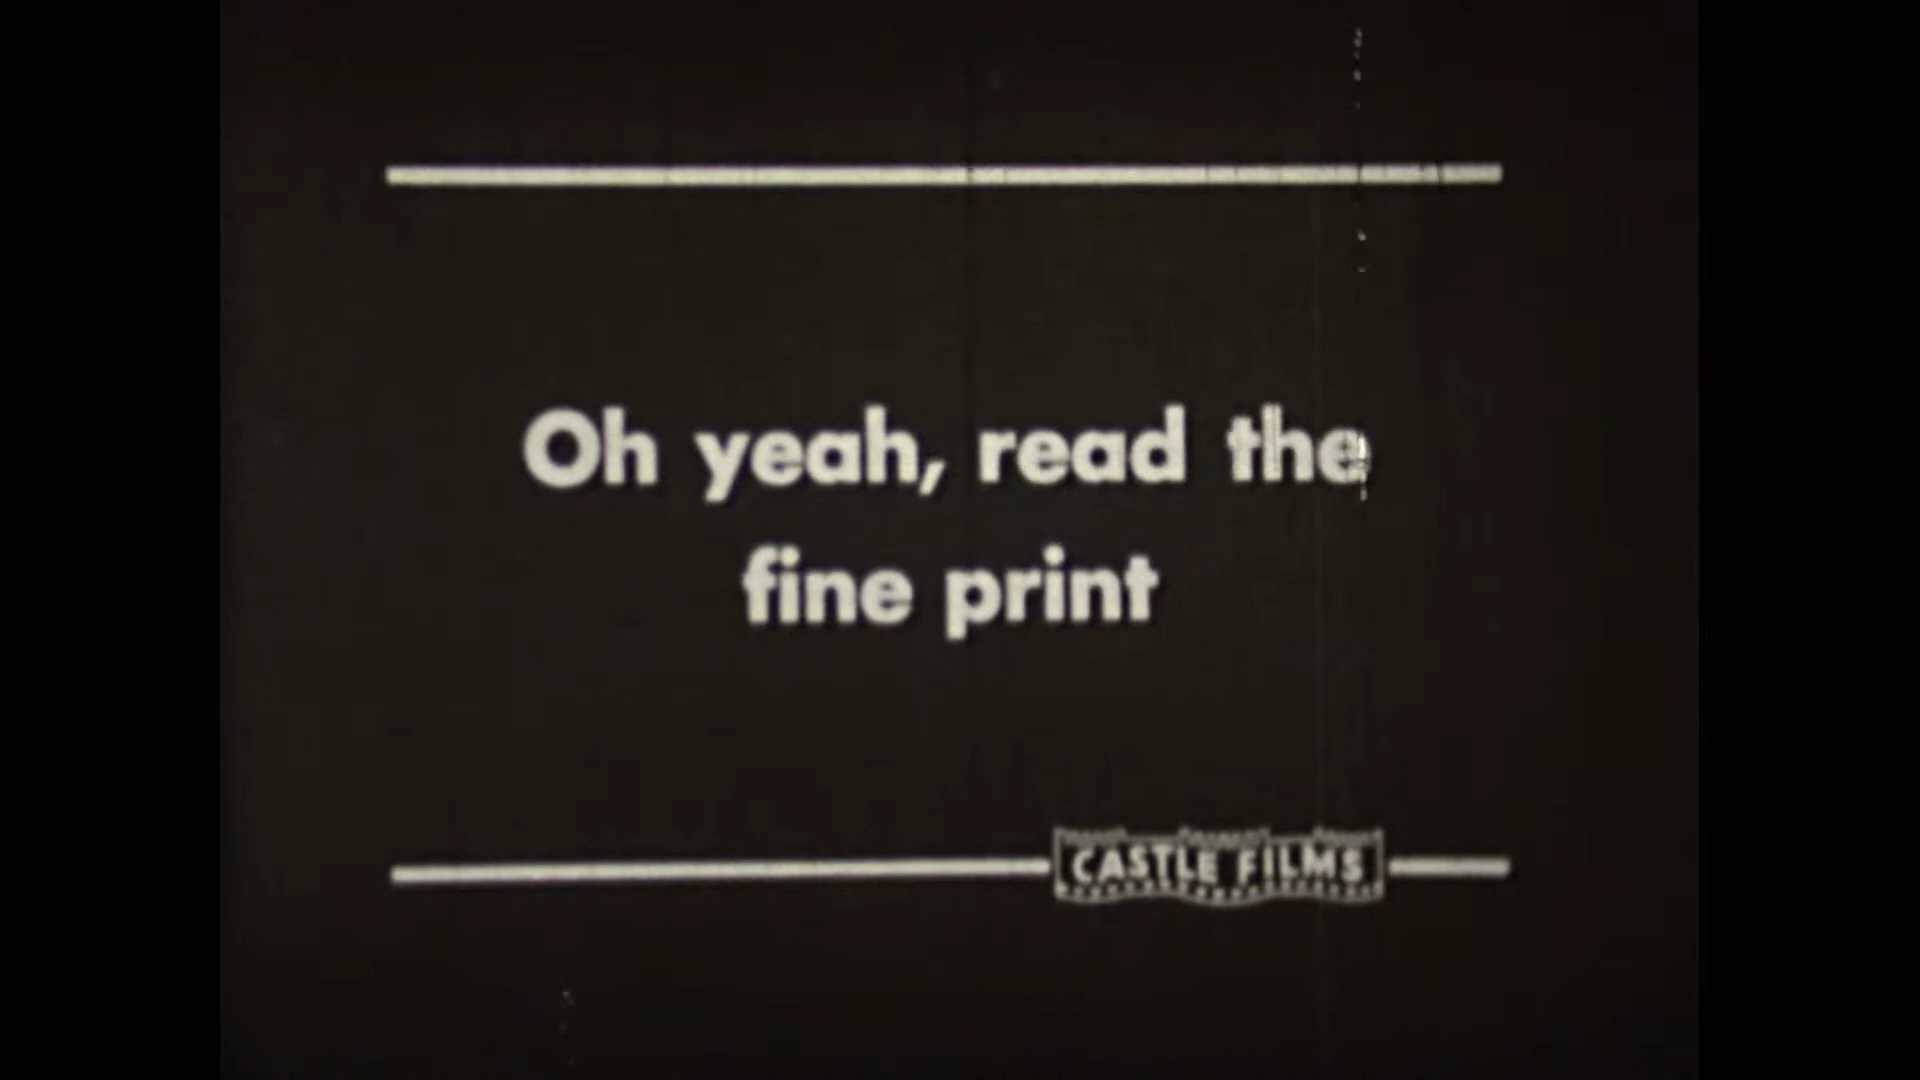 Oh yeah, read the
fine print
CASTLE FILMS